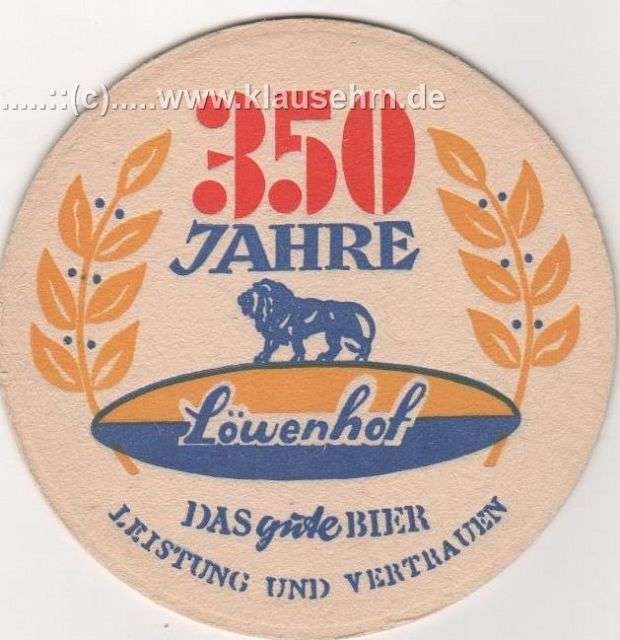 ......::(c).....www.klausehm.de
350
JAHRE
Löwenhof
DAS gute BIER
LEISTUNG UND VERTRAUEN